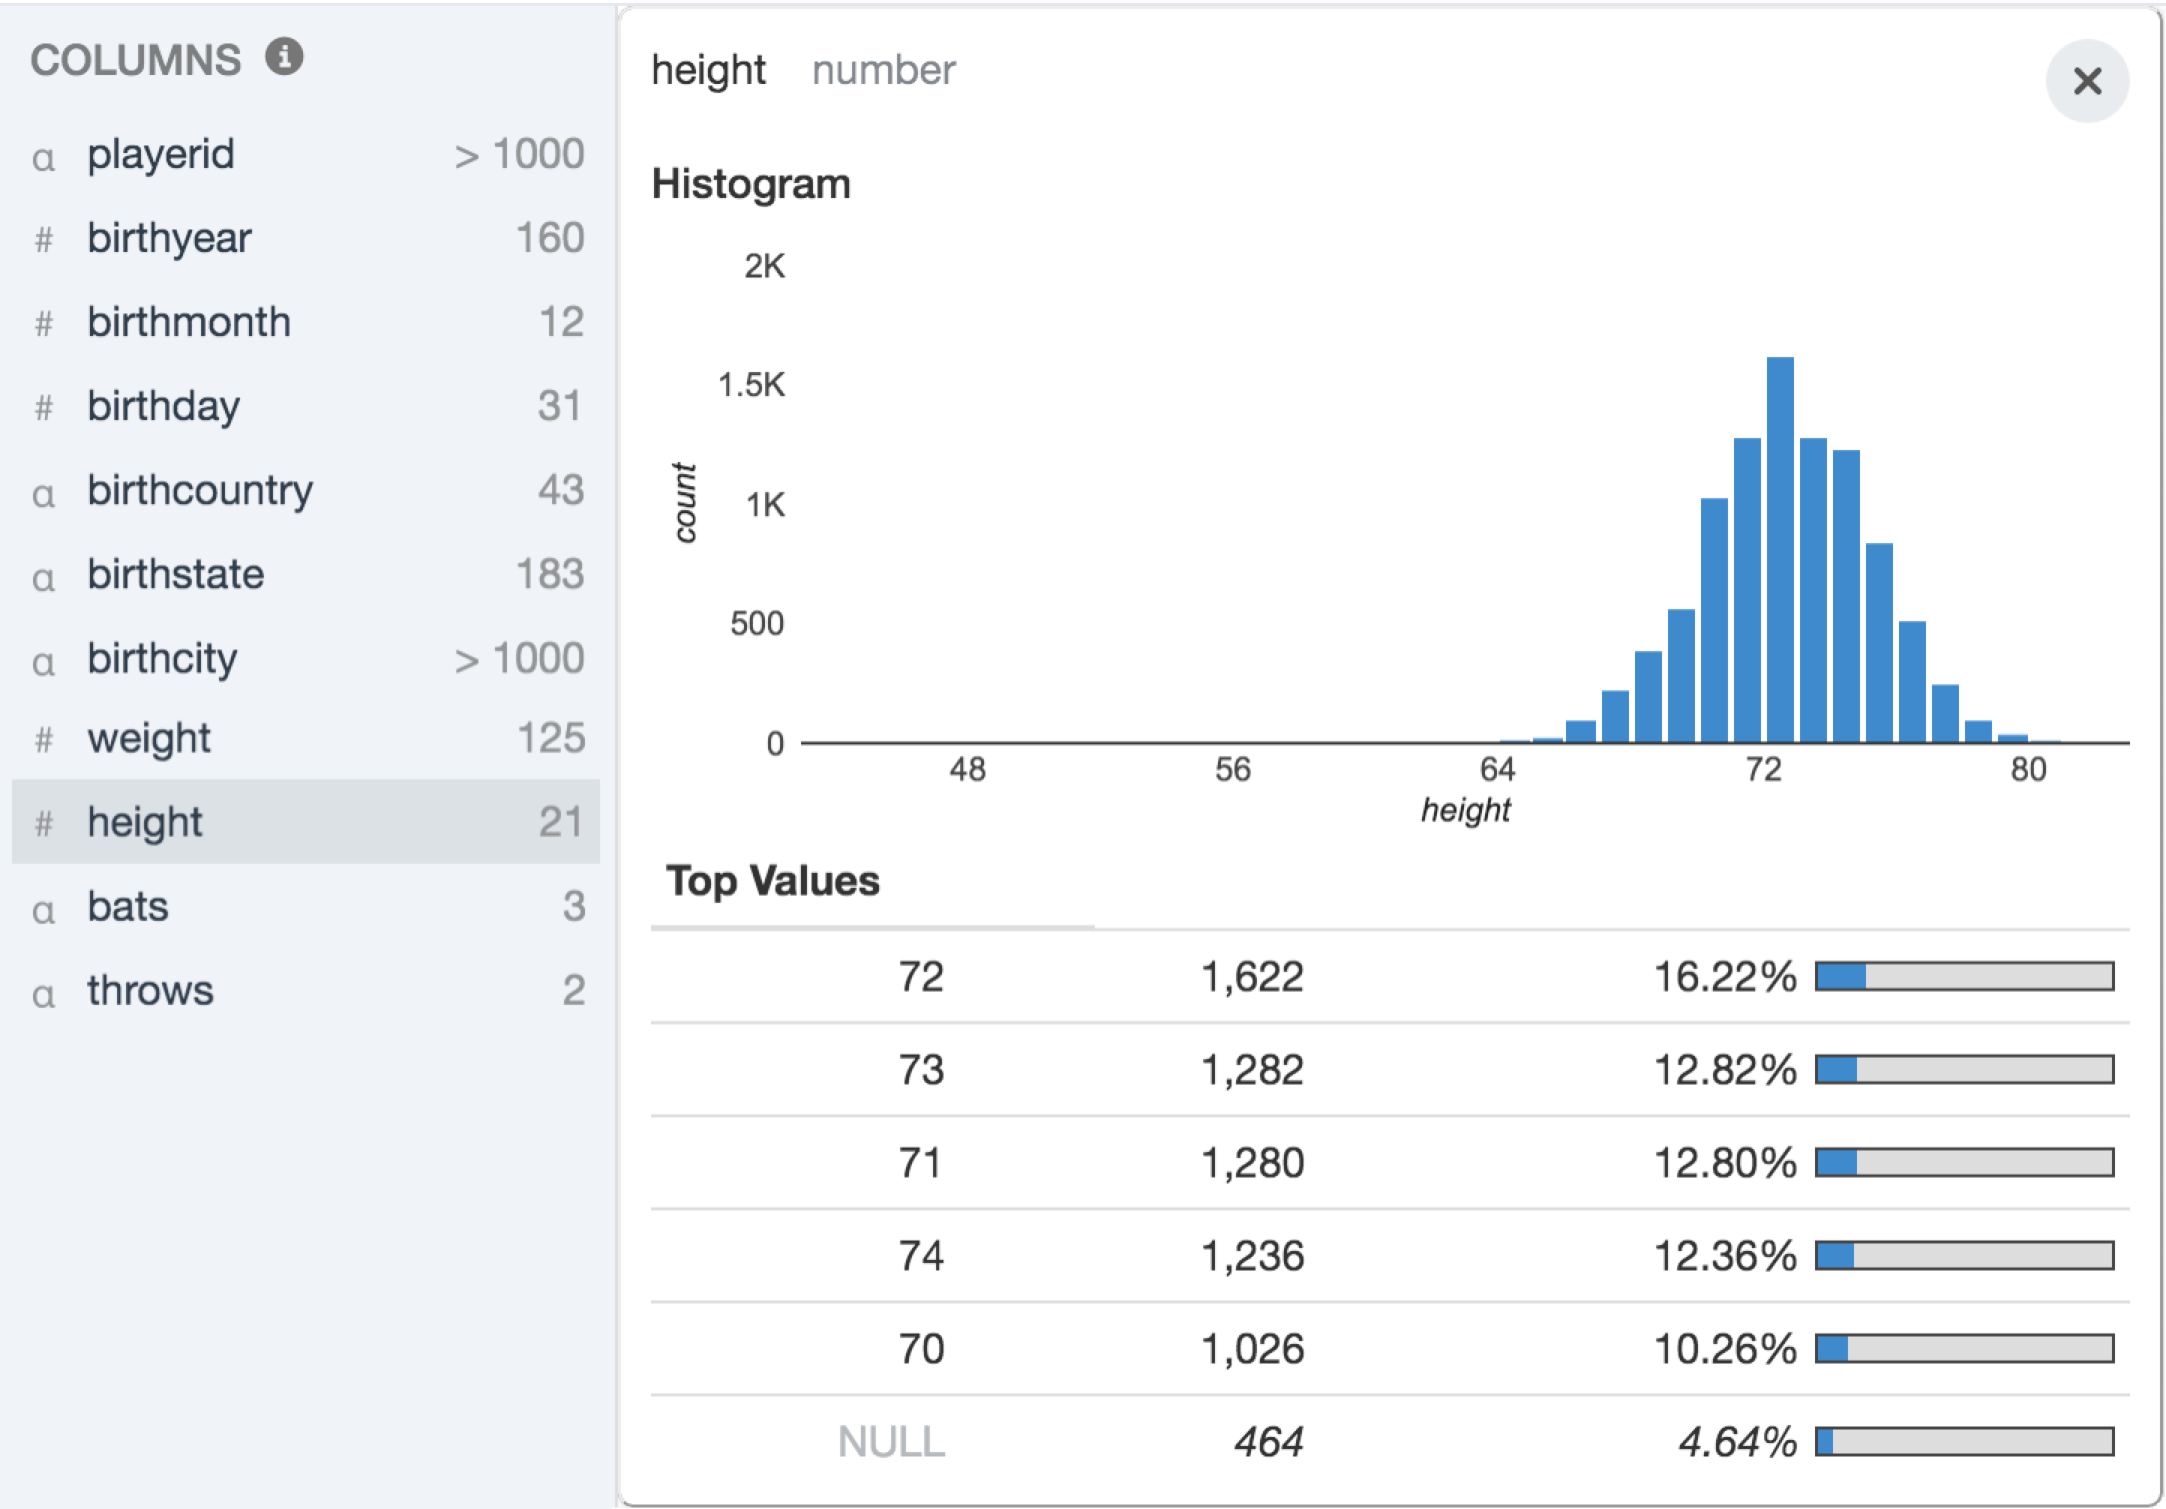 COLUMNS i
α playerid > 1000
# birthyear 160
# birthmonth 12
# birthday 31
α birthcountry 43
α birthstate 183
α birthcity > 1000
# weight 125
# height 21
α bats 3
α throws 2
height number
Histogram
2K
1.5K
1K
500
0
count
48 56 64 72 80
height
Top Values
72 1,622 16.22%
73 1,282 12.82%
71 1,280 12.80%
74 1,236 12.36%
70 1,026 10.26%
NULL 464 4.64%